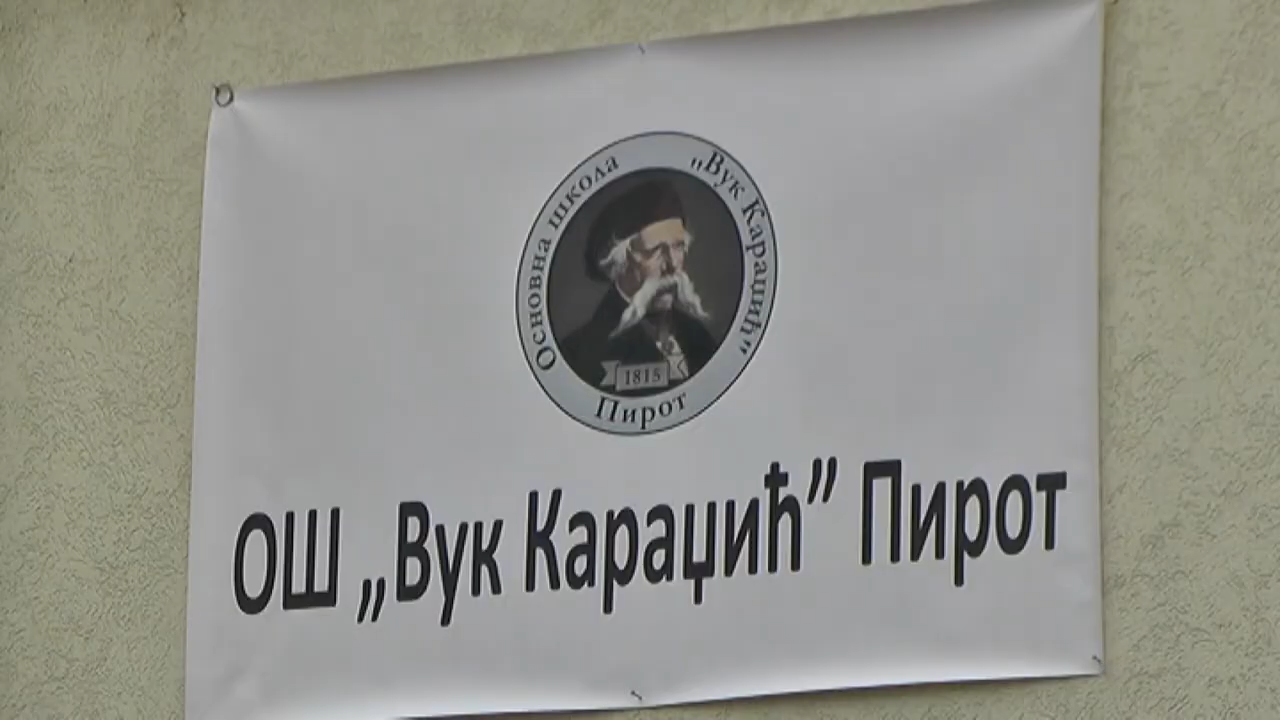 Основна школа
„Вук Караџић“
1815
Пирот
ОШ „Вук Караџић” Пирот